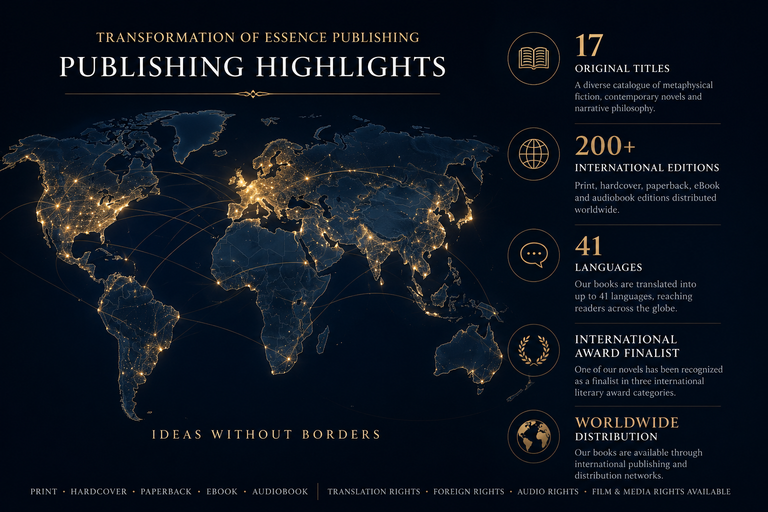 TRANSFORMATION OF ESSENCE PUBLISHING
PUBLISHING HIGHLIGHTS
17
ORIGINAL TITLES
A diverse catalogue of metaphysical
fiction, contemporary novels and
narrative philosophy.
200+
INTERNATIONAL EDITIONS
Print, hardcover, paperback, eBook
and audiobook editions distributed
worldwide.
41
LANGUAGES
Our books are translated into
up to 41 languages, reaching
readers across the globe.
INTERNATIONAL
AWARD FINALIST
One of our novels has been recognized
as a finalist in three international
literary award categories.
WORLDWIDE
DISTRIBUTION
Our books are available through
international publishing and
distribution networks.
IDEAS WITHOUT BORDERS
PRINT • HARDCOVER • PAPERBACK • EBOOK • AUDIOBOOK | TRANSLATION RIGHTS • FOREIGN RIGHTS • AUDIO RIGHTS • FILM & MEDIA RIGHTS AVAILABLE